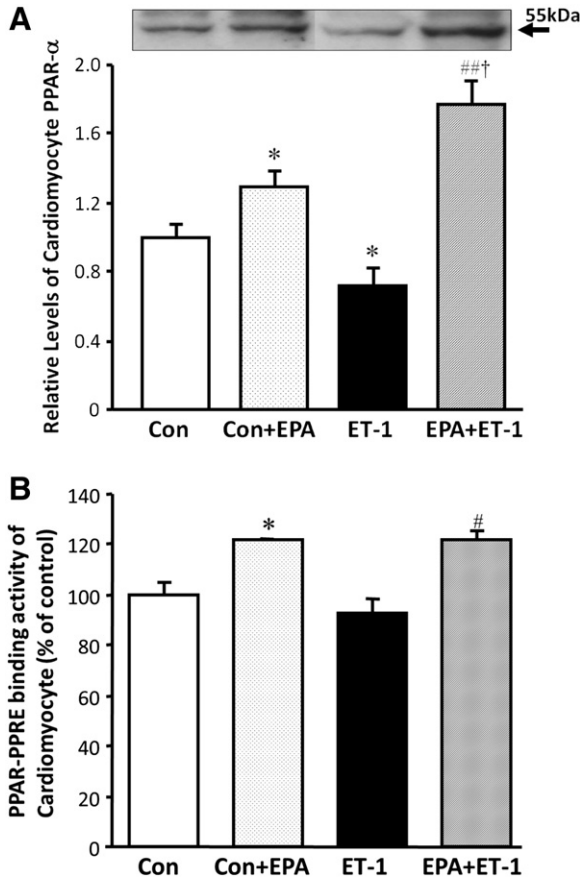 A
55kDa
Relative Levels of Cardiomyocyte PPAR-α
2.0
1.6
1.2
0.8
0.4
0
*
*
##†
Con
Con+EPA
ET-1
EPA+ET-1
B
PPAR-PPRE binding activity of
Cardiomyocyte (% of control)
140
120
100
80
60
40
20
0
*
#
Con
Con+EPA
ET-1
EPA+ET-1